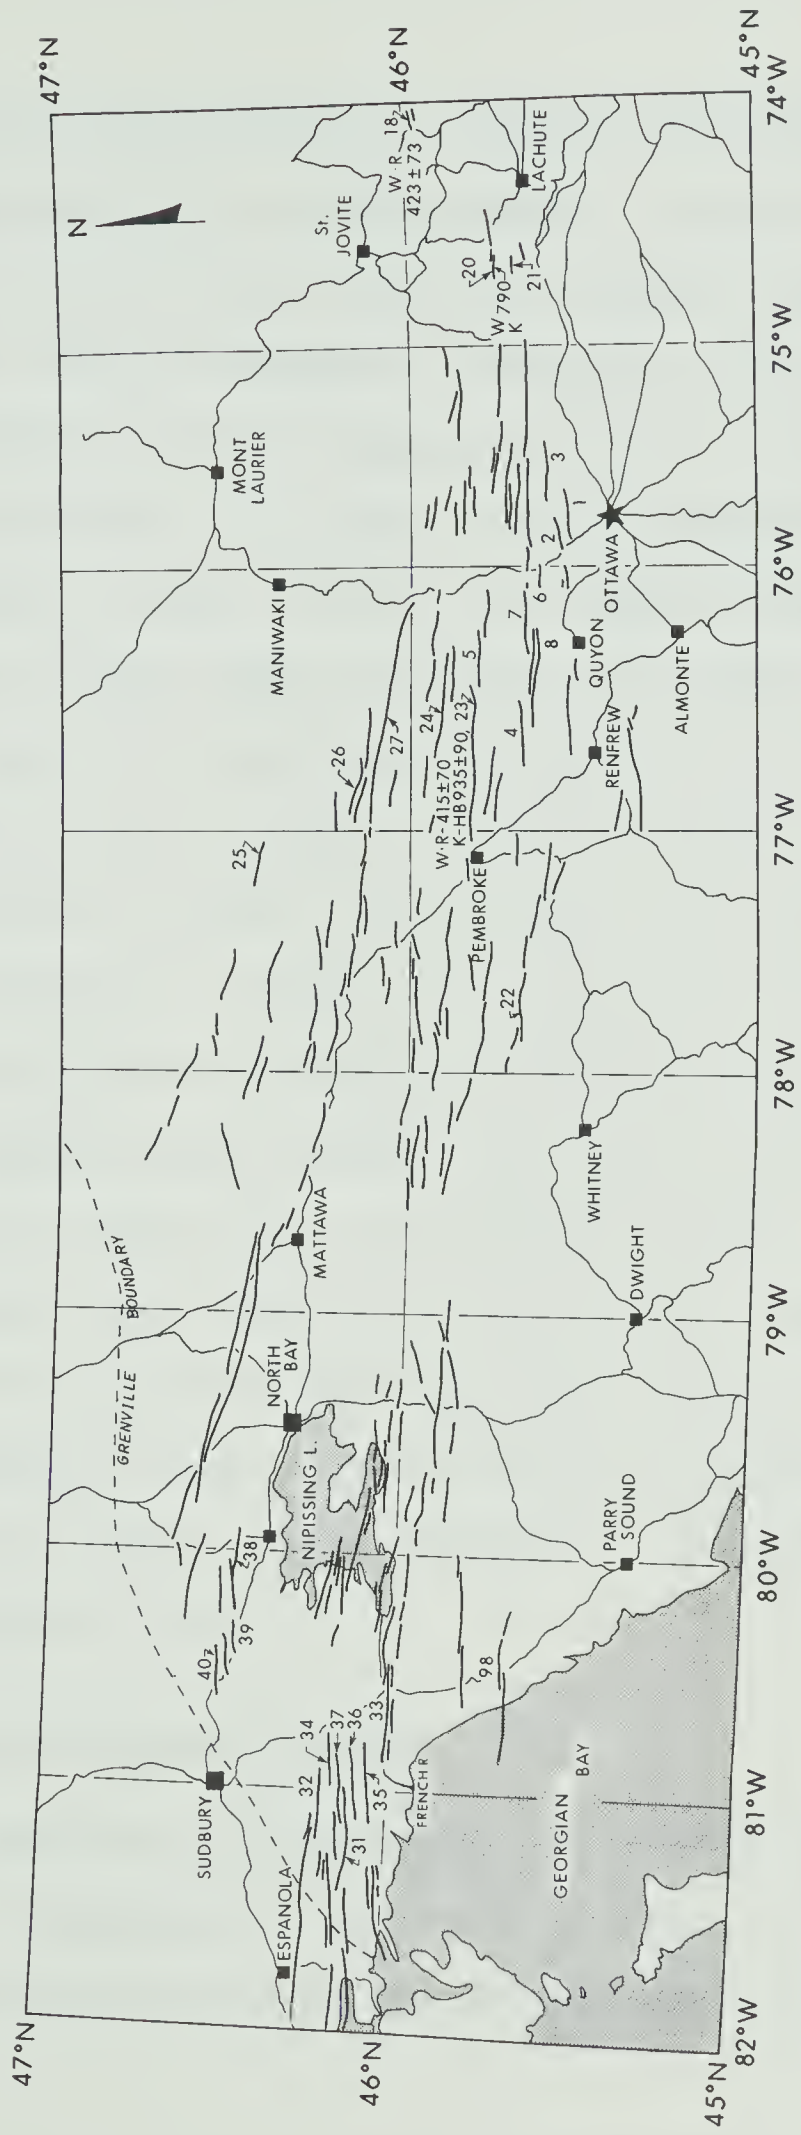 47°N
46°N
45°N
82°W
81°W
80°W
79°W
78°W
77°W
76°W
75°W
74°W
47°N
46°N
45°N
N
GRENVILLE
BOUNDARY
SUDBURY
ESPANOLA
NORTH
BAY
NIPISSING L.
MATTAWA
FRENCH R
GEORGIAN
BAY
PARRY
SOUND
DWIGHT
WHITNEY
PEMBROKE
RENFREW
QUYON
ALMONTE
OTTAWA
MANIWAKI
MONT
LAURIER
St.
JOVITE
LACHUTE
40
39
38
34
37
36
33
32
35
31
98
25
26
27
24
W·R-415±70
K-HB935±90, 23
22
5
4
7
6
8
2
1
3
20
W 790
K
21
W·R
18
423±73